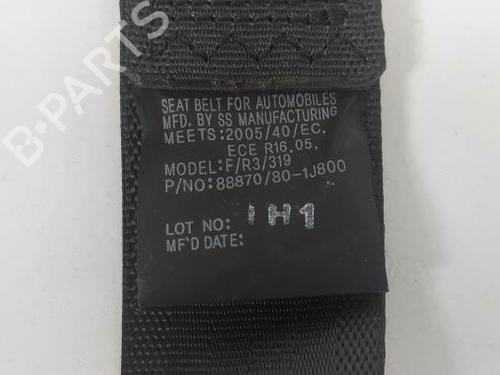 B-PARTS
SEAT BELT FOR AUTOMOBILES
MFD. BY SS MANUFACTURING
MEETS:2005/40/EC.
ECE R16.05.
MODEL:F/R3/319
P/NO:88870/80-1J800
LOT NO: 1H1
MF'D DATE: